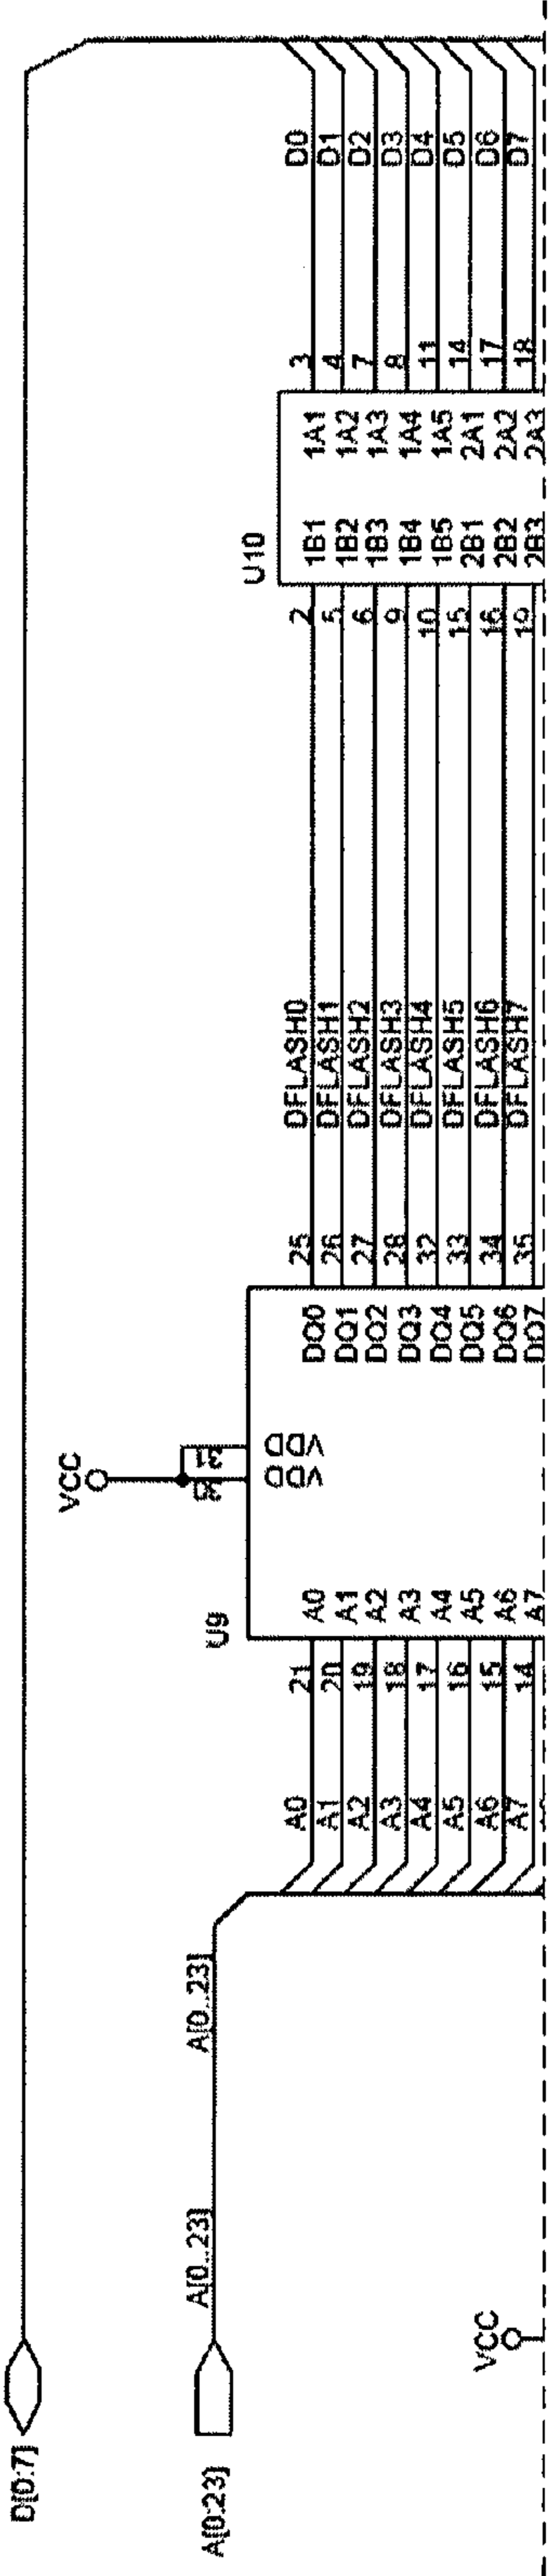 D[0:7]
A[0:23]
A[0..23]
A[0..23]
VCC
VCC
U9
31
VDD
VDD
A0 21 A0 DQ0 25 DFLASH0
A1 20 A1 DQ1 26 DFLASH1
A2 19 A2 DQ2 27 DFLASH2
A3 18 A3 DQ3 28 DFLASH3
A4 17 A4 DQ4 32 DFLASH4
A5 16 A5 DQ5 33 DFLASH5
A6 15 A6 DQ6 34 DFLASH6
A7 14 A7 DQ7 35 DFLASH7
U10
2 1B1 1A1 3 D0
5 1B2 1A2 4 D1
6 1B3 1A3 7 D2
9 1B4 1A4 8 D3
10 1B5 1A5 11 D4
15 2B1 2A1 14 D5
16 2B2 2A2 17 D6
19 2B3 2A3 18 D7